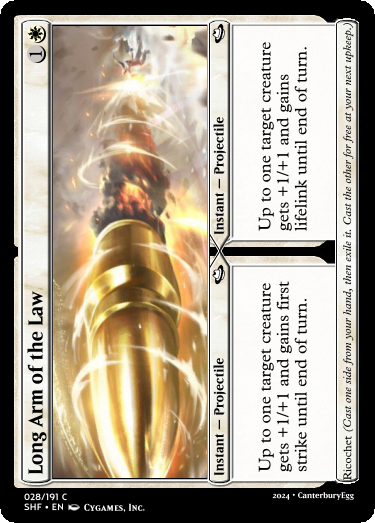 Long Arm of the Law
1
Instant — Projectile
Up to one target creature
gets +1/+1 and gains first
strike until end of turn.
Instant — Projectile
Up to one target creature
gets +1/+1 and gains
lifelink until end of turn.
Ricochet (Cast one side from your hand, then exile it. Cast the other for free at your next upkeep.)
028/191 C
SHF • EN Cygames, Inc.
2024 • CanterburyEgg